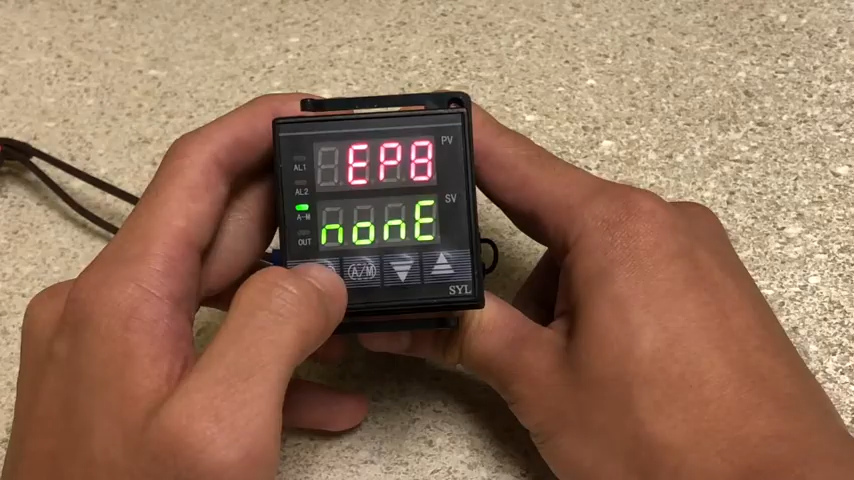 PV
EP8
AL1
AL2
SV
A-M
nonE
OUT
A/M
SYL